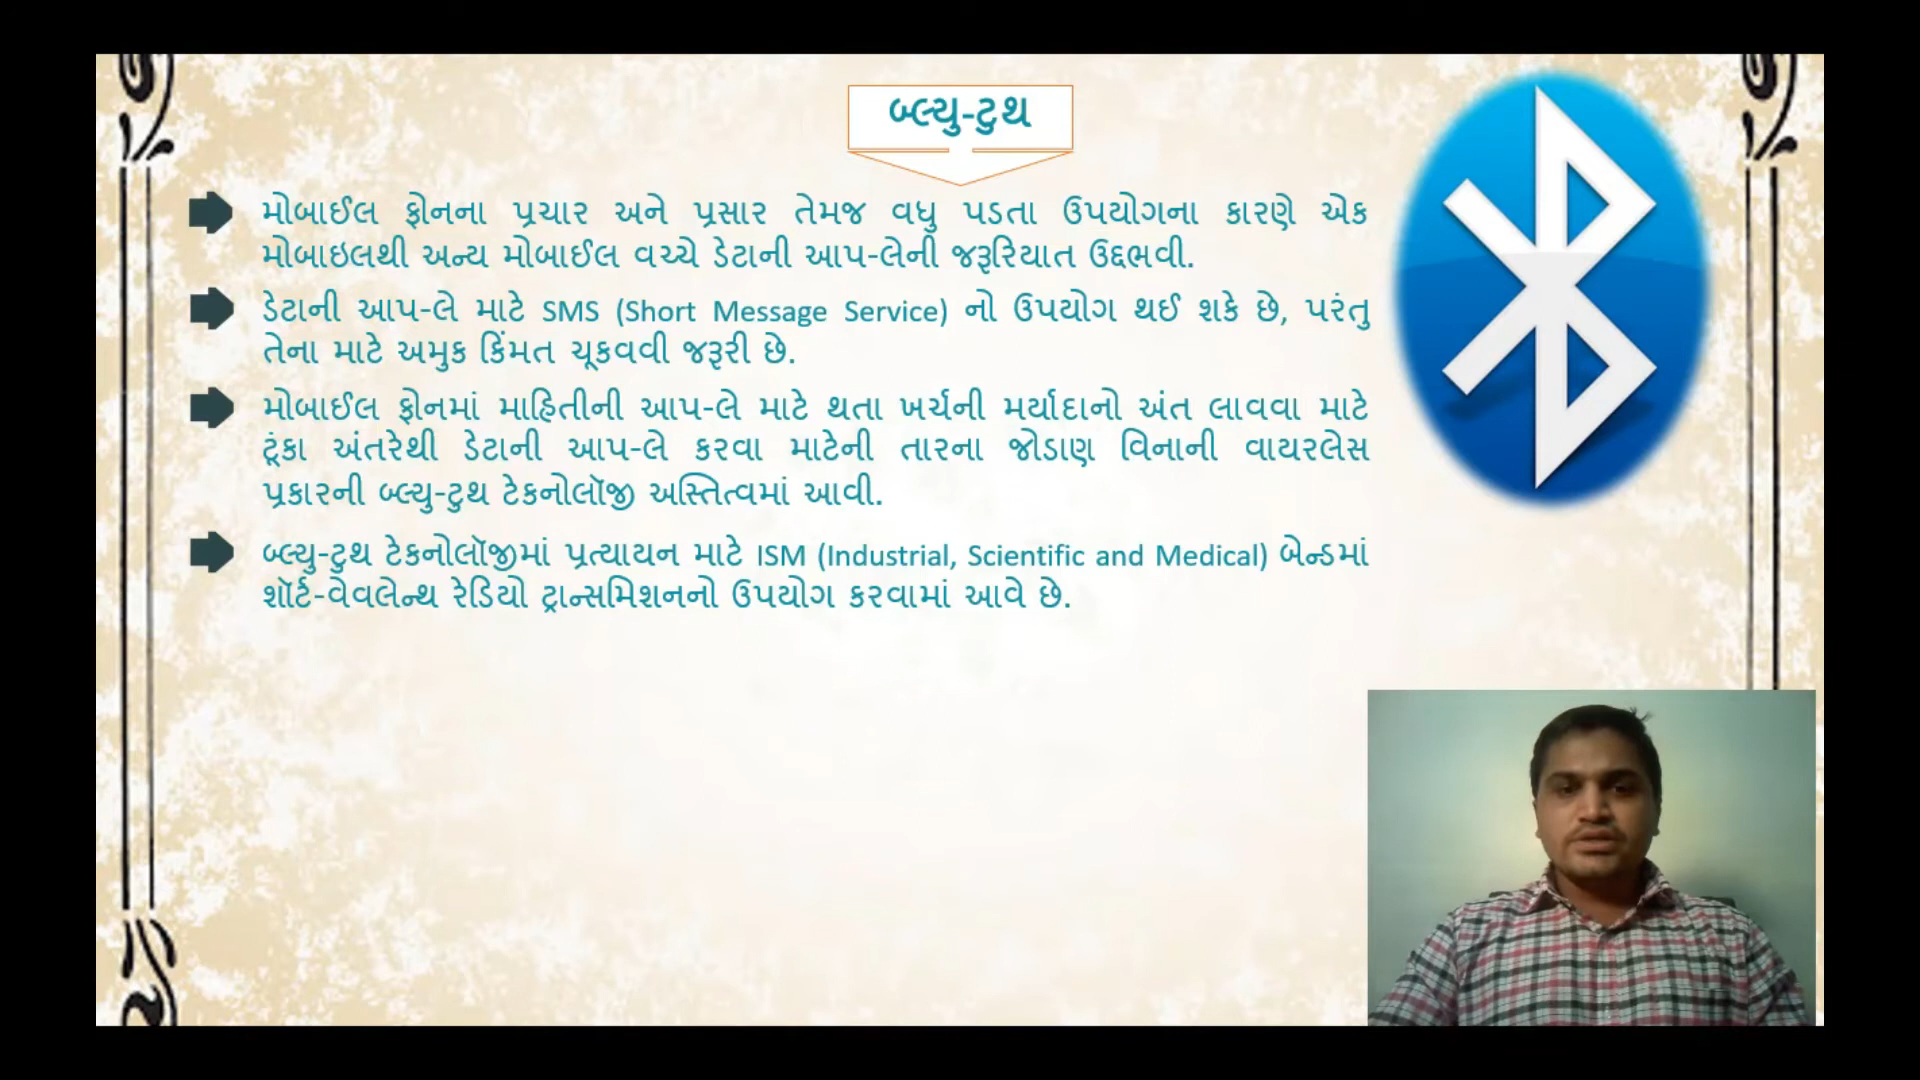 બ્લ્યુ-ટુથ
મોબાઈલ ફોનના પ્રચાર અને પ્રસાર તેમજ વધુ પડતા ઉપયોગના કારણે એક
મોબાઇલથી અન્ય મોબાઈલ વચ્ચે ડેટાની આપ-લેની જરૂરિયાત ઉદ્દભવી.
ડેટાની આપ-લે માટે SMS (Short Message Service) નો ઉપયોગ થઈ શકે છે, પરંતુ
તેના માટે અમુક કિંમત ચૂકવવી જરૂરી છે.
મોબાઈલ ફોનમાં માહિતીની આપ-લે માટે થતા ખર્ચની મર્યાદાનો અંત લાવવા માટે
ટૂંકા અંતરેથી ડેટાની આપ-લે કરવા માટેની તારના જોડાણ વિનાની વાયરલેસ
પ્રકારની બ્લ્યુ-ટુથ ટેકનોલૉજી અસ્તિત્વમાં આવી.
બ્લ્યુ-ટુથ ટેકનોલૉજીમાં પ્રત્યાયન માટે ISM (Industrial, Scientific and Medical) બેન્ડમાં
શૉર્ટ-વેવલેન્થ રેડિયો ટ્રાન્સમિશનનો ઉપયોગ કરવામાં આવે છે.